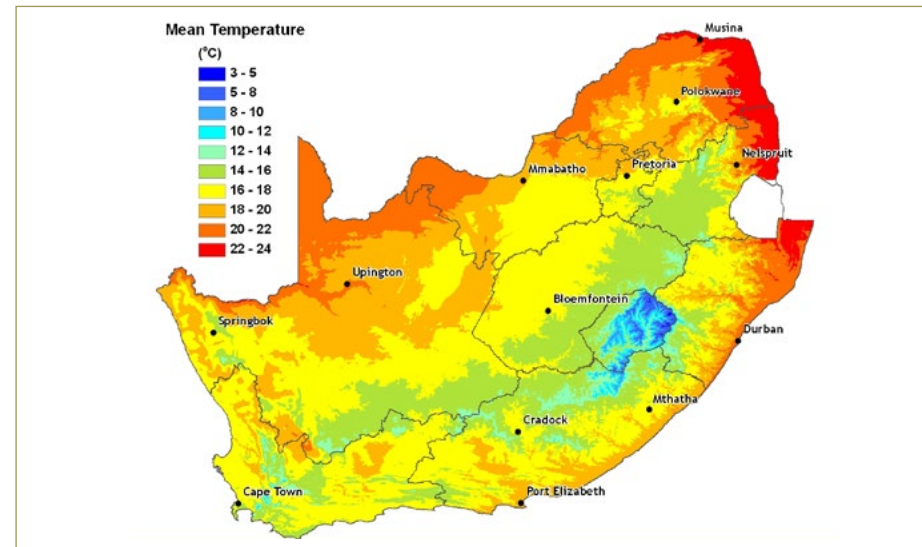 Mean Temperature
(°C)
3 - 5
5 - 8
8 - 10
10 - 12
12 - 14
14 - 16
16 - 18
18 - 20
20 - 22
22 - 24
Musina
Polokwane
Nelspruit
Pretoria
Mmabatho
Upington
Bloemfontein
Springbok
Durban
Mthatha
Cradock
Cape Town
Port Elizabeth